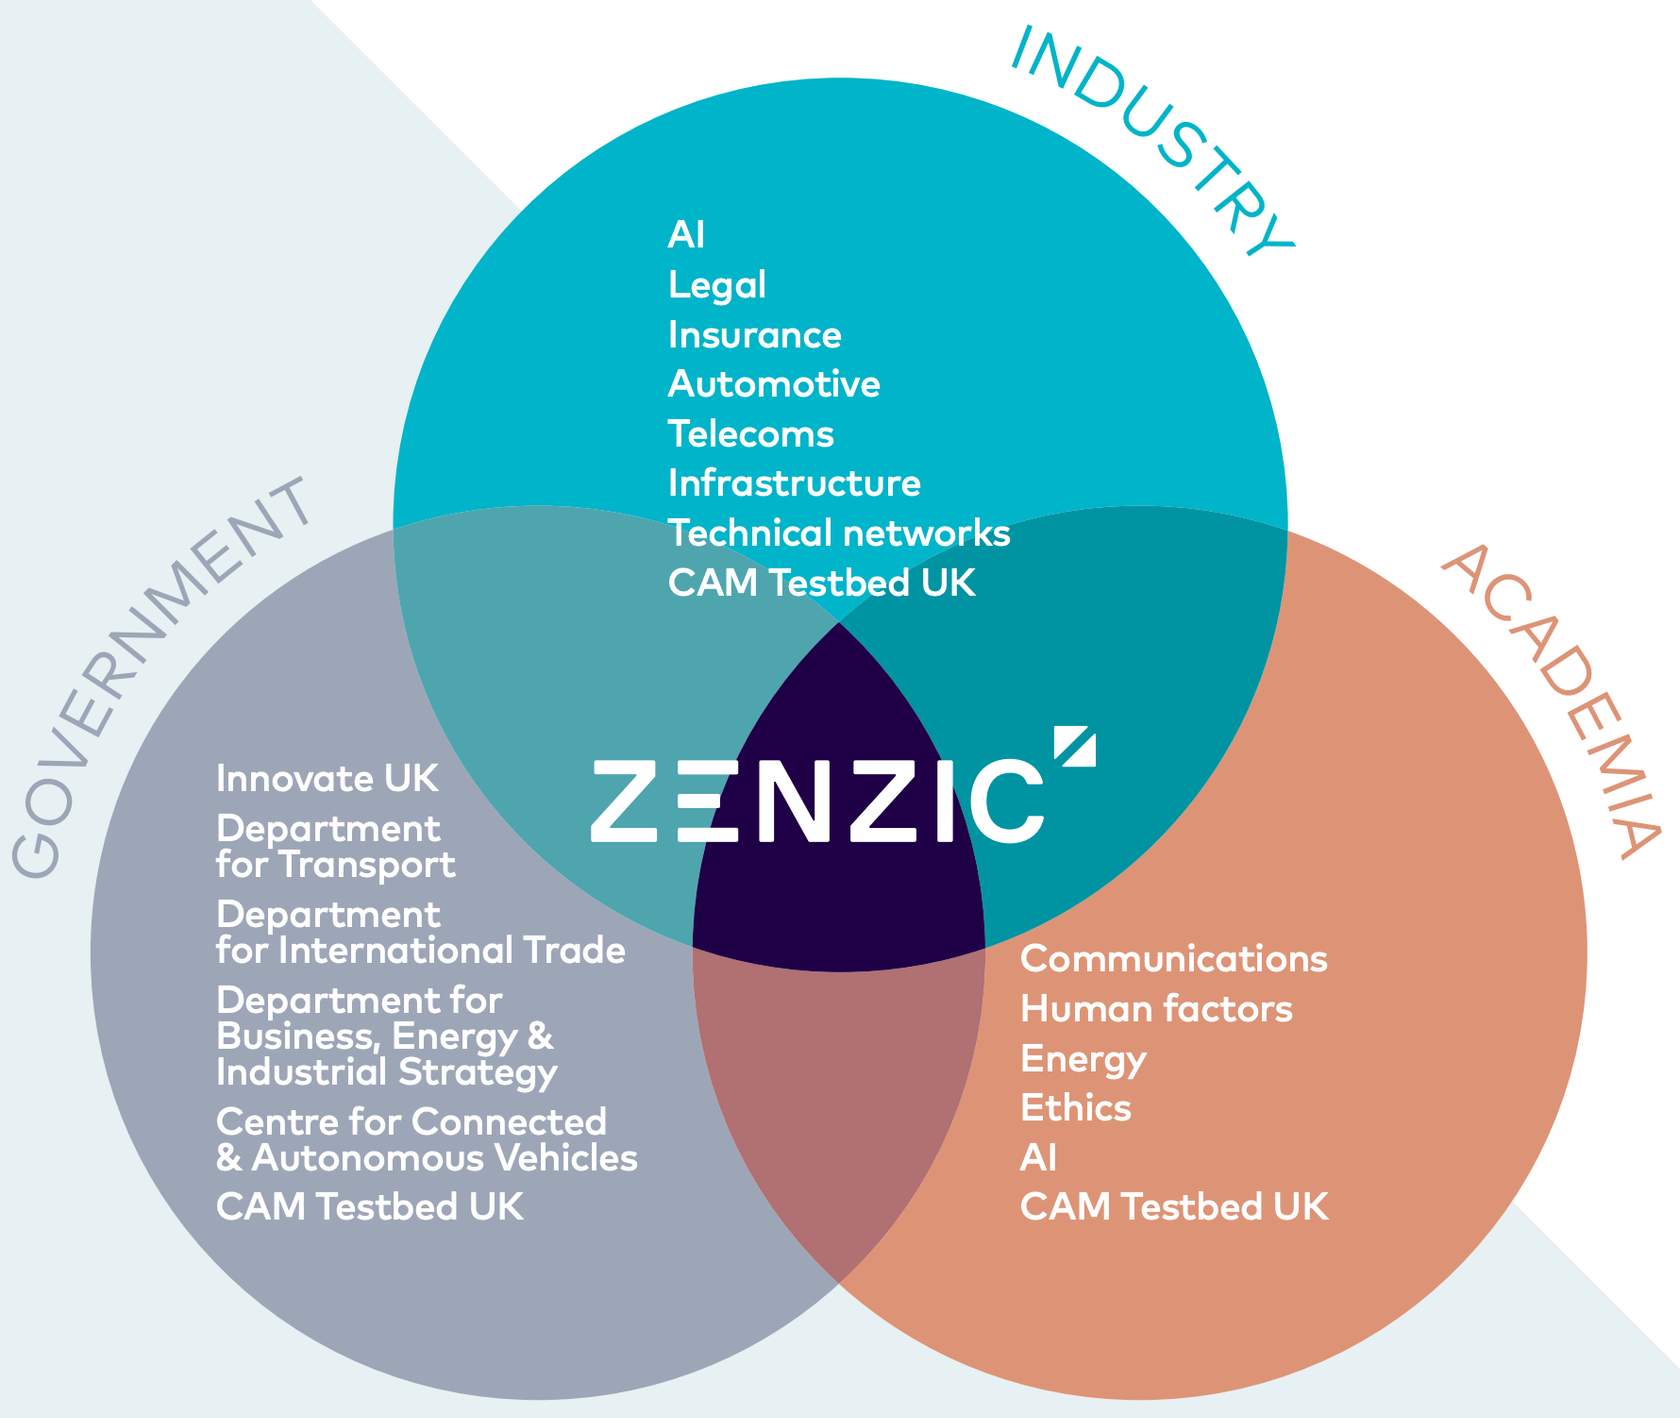 INDUSTRY
AI
Legal
Insurance
Automotive
Telecoms
Infrastructure
Technical networks
CAM Testbed UK
GOVERNMENT
Innovate UK
Department
for Transport
Department
for International Trade
Department for
Business, Energy &
Industrial Strategy
Centre for Connected
& Autonomous Vehicles
CAM Testbed UK
ZENZIC
ACADEMIA
Communications
Human factors
Energy
Ethics
AI
CAM Testbed UK